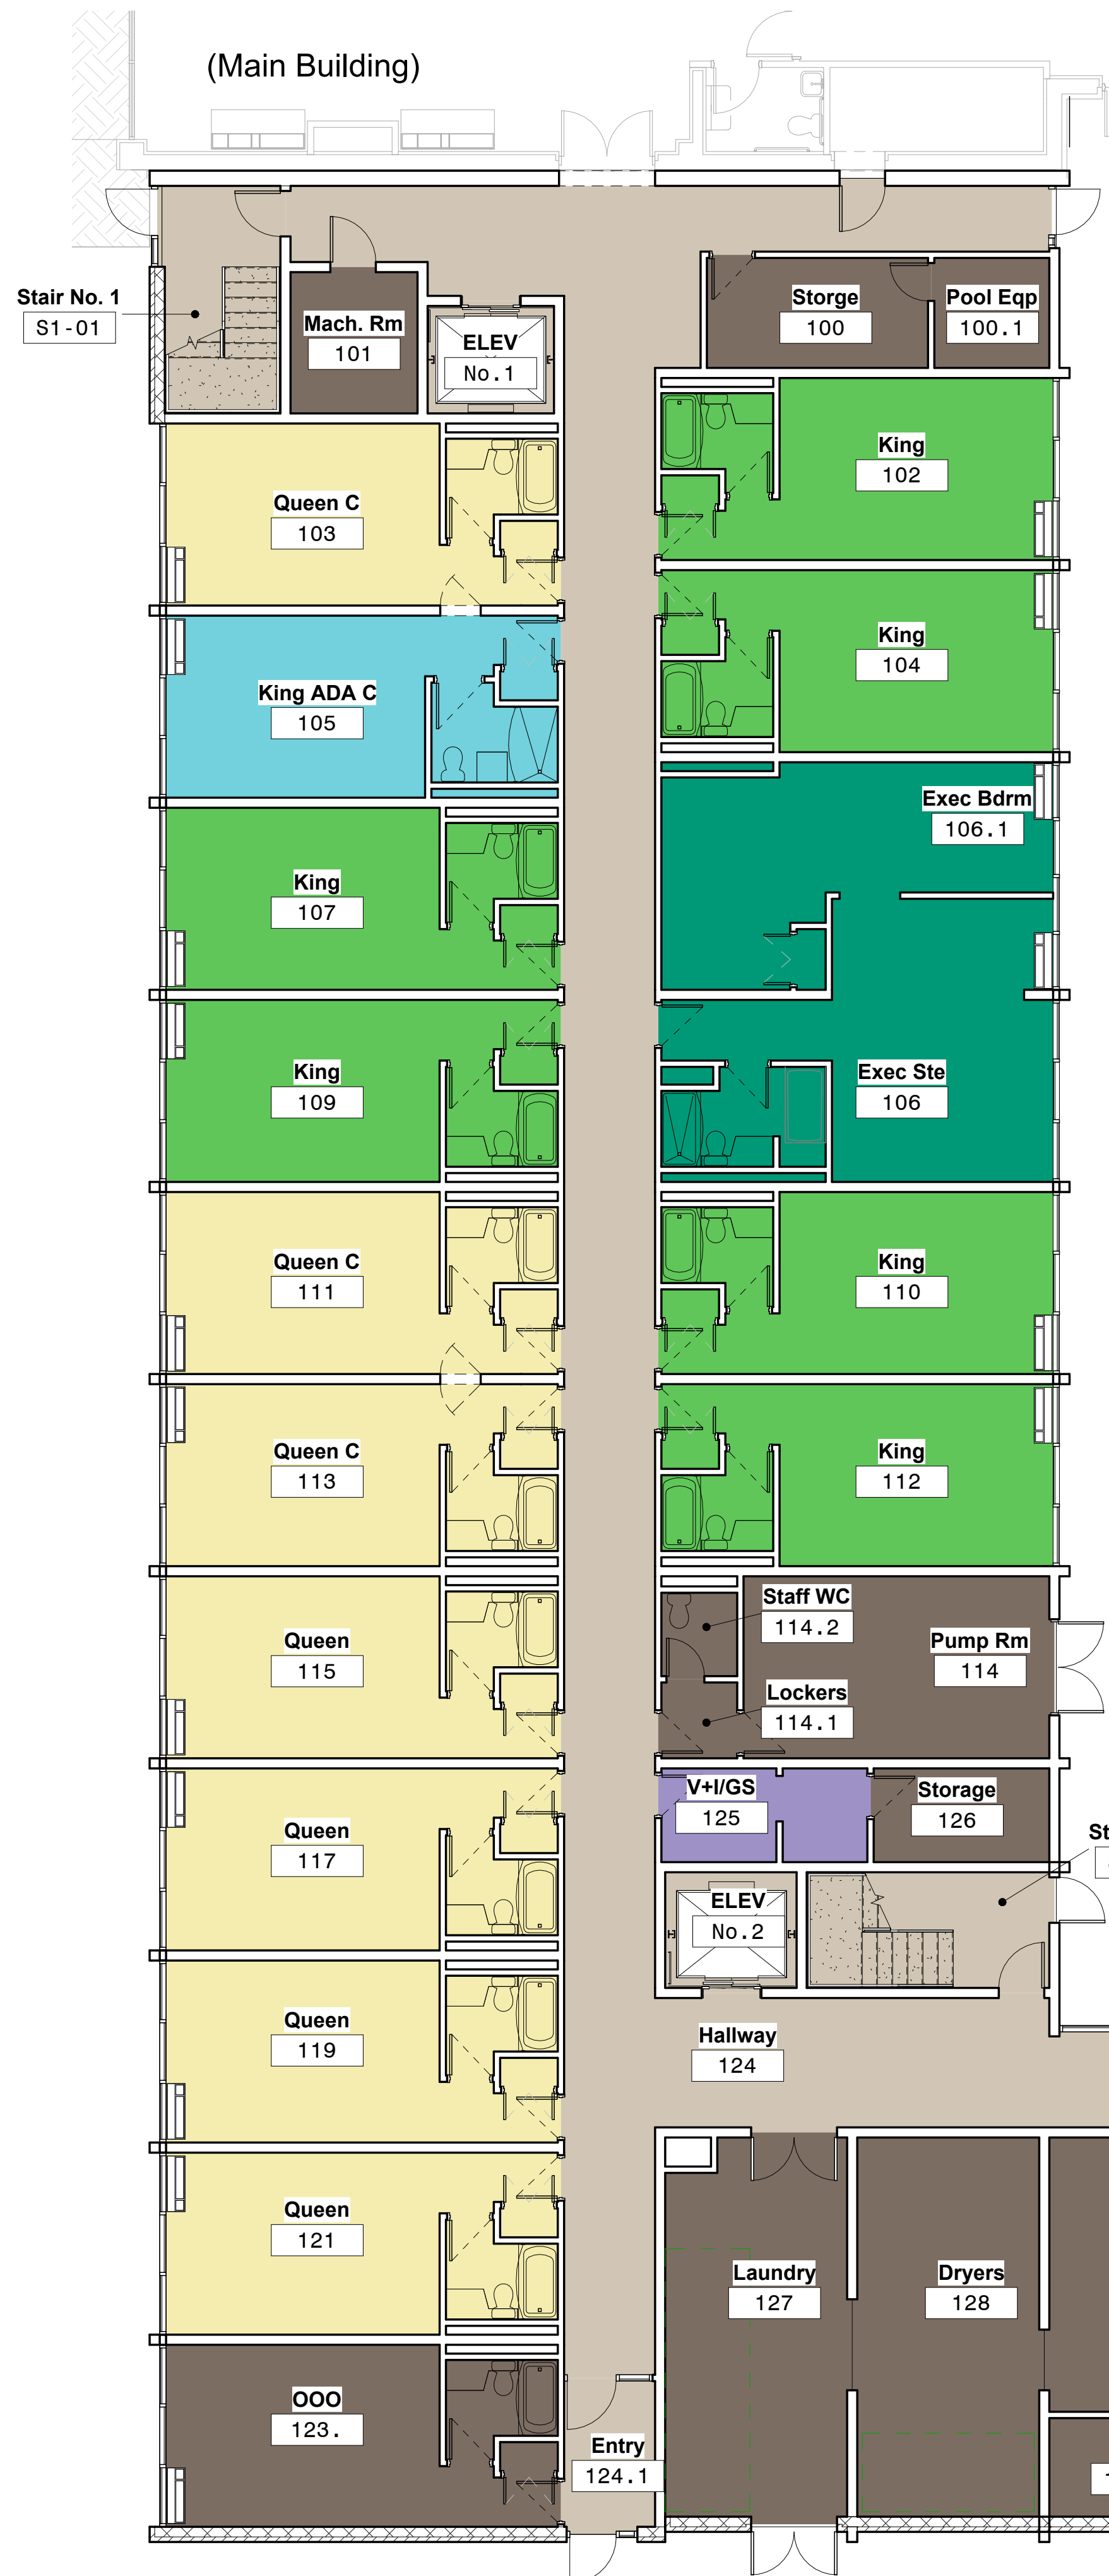 (Main Building)
Stair No. 1
S1-01
Mach. Rm
101
ELEV
No.1
Storge
100
Pool Eqp
100.1
Queen C
103
King
102
King ADA C
105
King
104
King
107
Exec Bdrm
106.1
King
109
Exec Ste
106
Queen C
111
King
110
Queen C
113
King
112
Queen
115
Staff WC
114.2
Pump Rm
114
Lockers
114.1
Queen
117
V+I/GS
125
Storage
126
St
ELEV
No.2
Queen
119
Hallway
124
Queen
121
Laundry
127
Dryers
128
OOO
123.
Entry
124.1